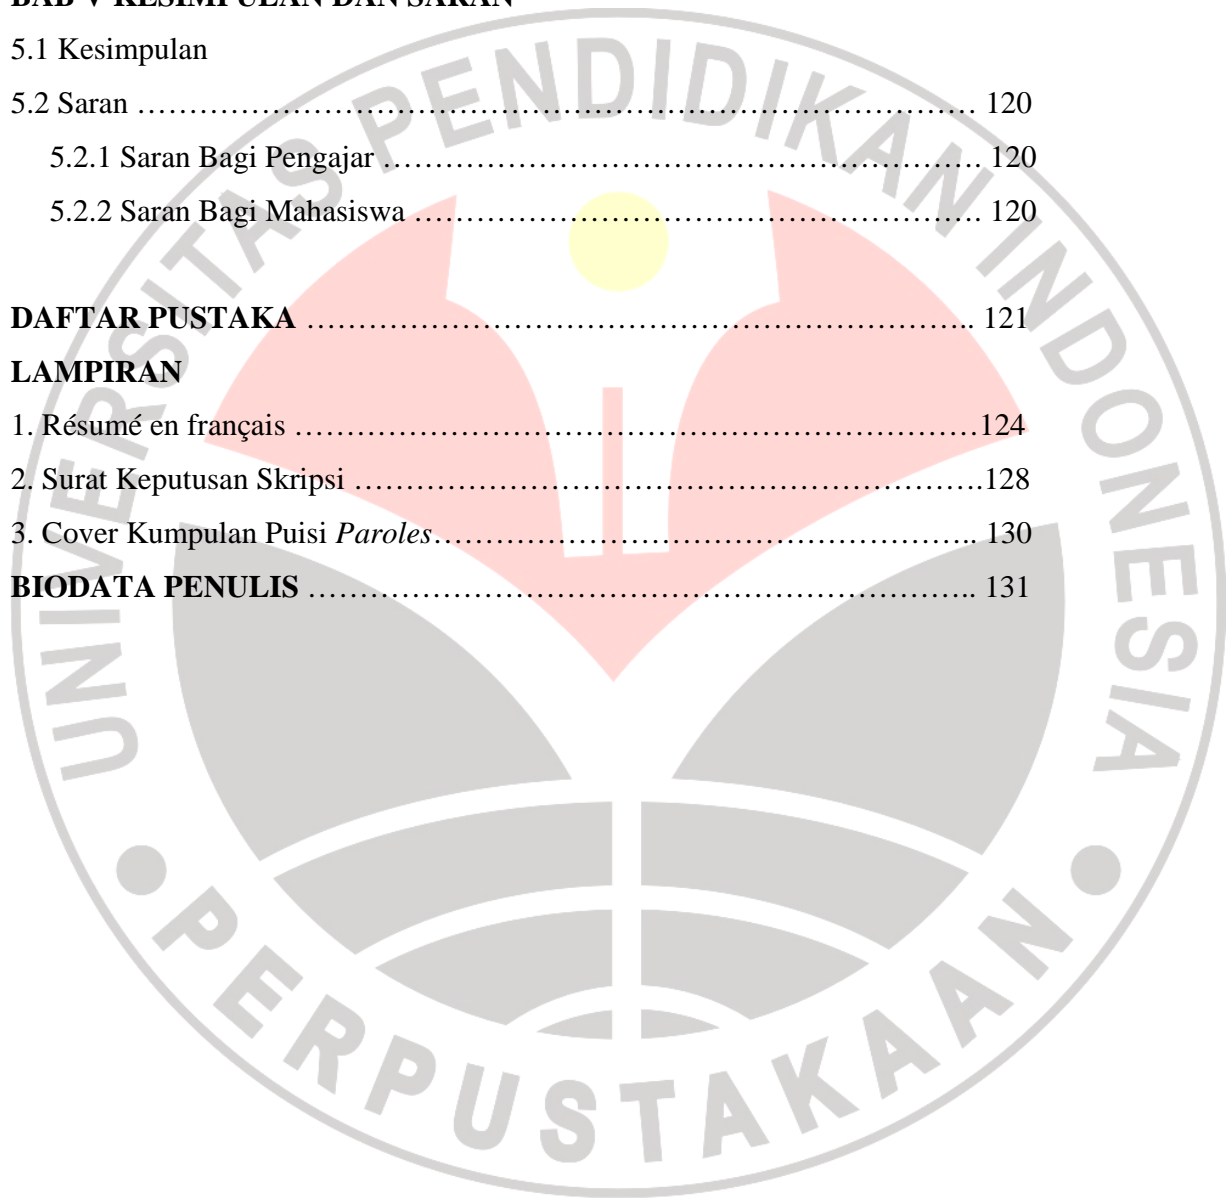 BAB V KESIMPULAN DAN SARAN
5.1 Kesimpulan
5.2 Saran ………………………………………………………………………… 120
5.2.1 Saran Bagi Pengajar …………………………………………………. 120
5.2.2 Saran Bagi Mahasiswa ………………………………………………. 120
DAFTAR PUSTAKA ……………………………………………………….. 121
LAMPIRAN
1. Résumé en français …………………………………………………………124
2. Surat Keputusan Skripsi …………………………………………………….128
3. Cover Kumpulan Puisi Paroles…………………………………………….. 130
BIODATA PENULIS ……………………………………………………….. 131
UNIVERSITAS PENDIDIKAN INDONESIA
PERPUSTAKAAN